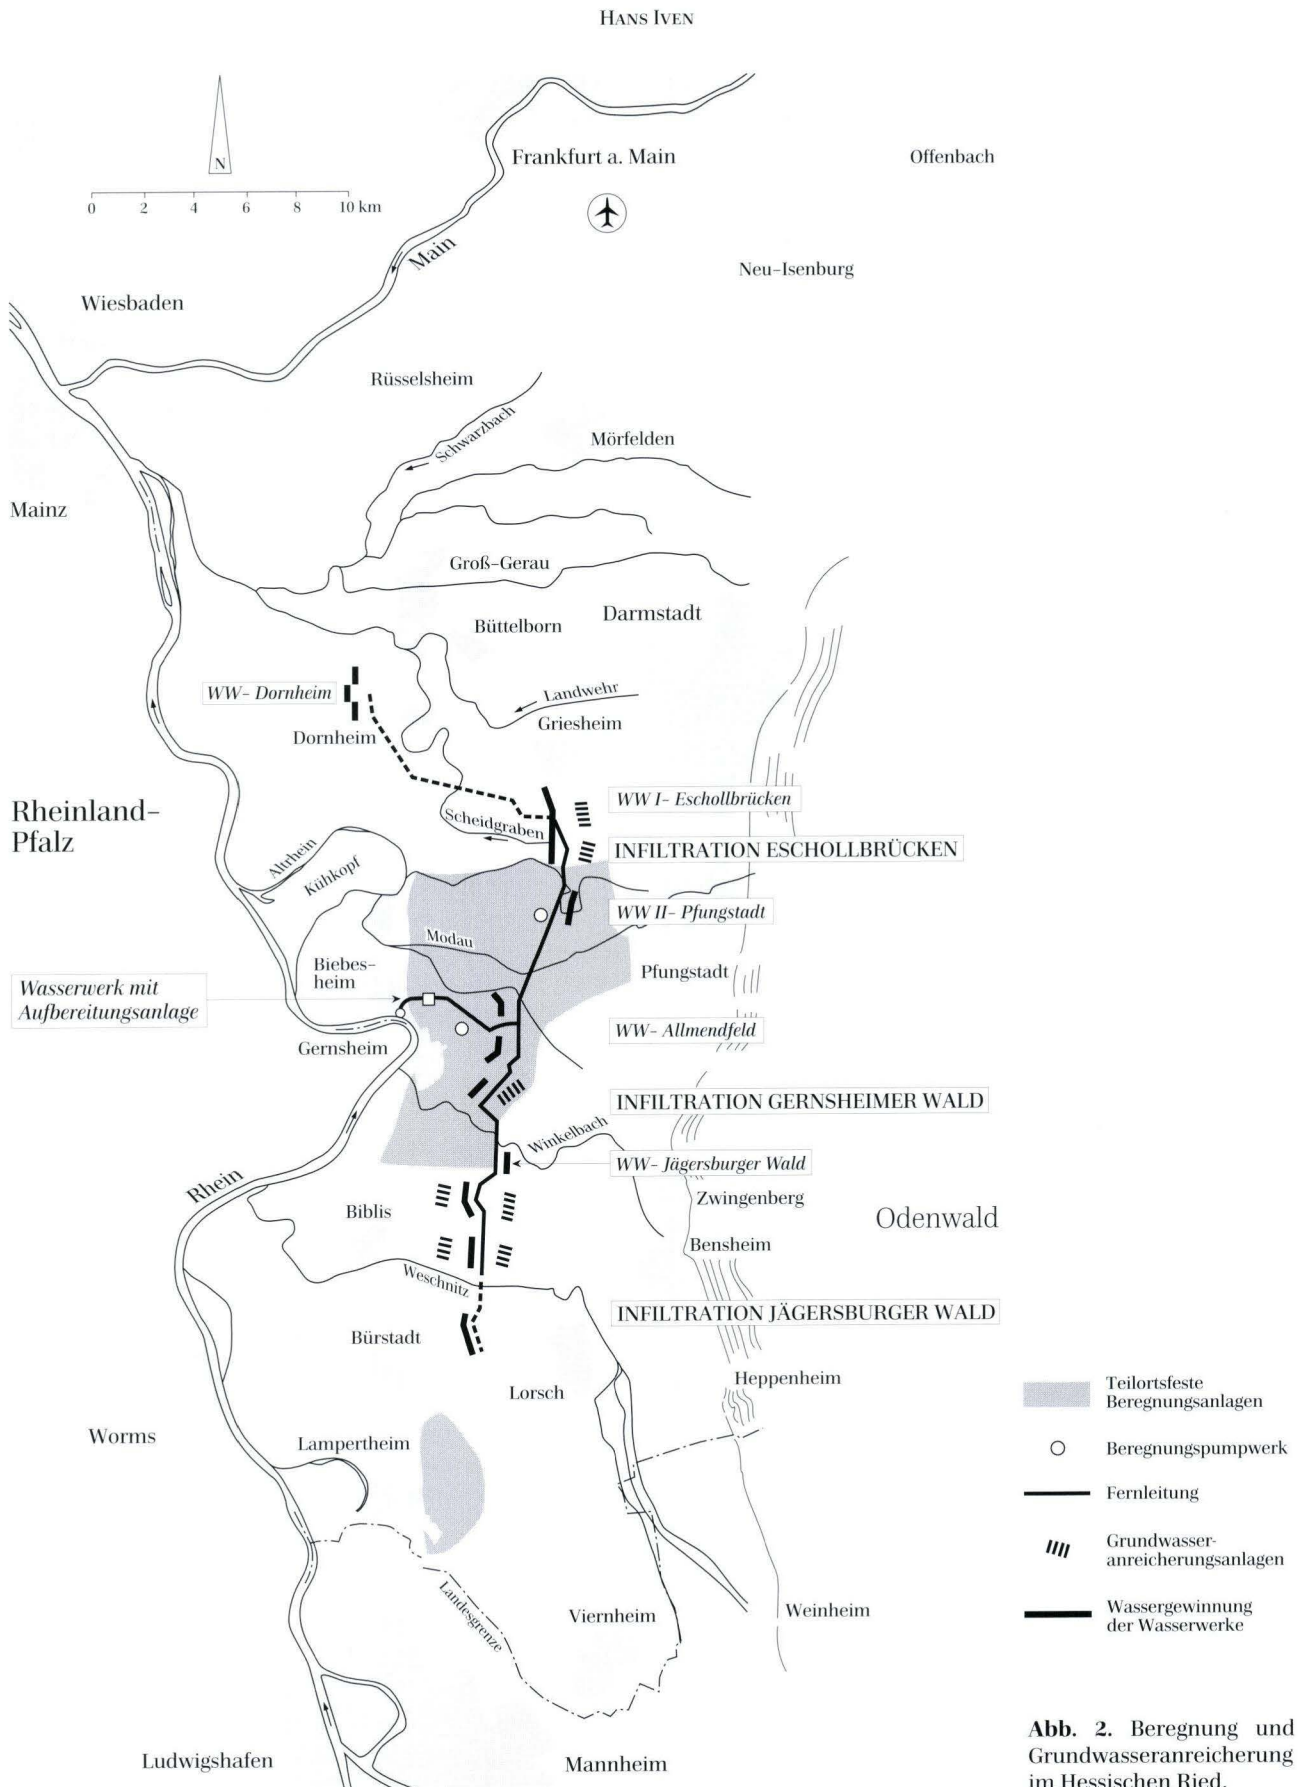 HANS IVEN
N
0 2 4 6 8 10 km
Frankfurt a. Main
Offenbach
Main
Neu-Isenburg
Wiesbaden
Rüsselsheim
Schwarzbach
Mörfelden
Mainz
Groß-Gerau
Büttelborn
Darmstadt
WW- Dornheim
Landwehr
Griesheim
Dornheim
Rheinland-
Pfalz
WW I- Eschollbrücken
Scheidgraben
INFILTRATION ESCHOLLBRÜCKEN
Altrhein
Kühkopf
WW II- Pfungstadt
Modau
Biebes-
heim
Pfungstadt
Wasserwerk mit
Aufbereitungsanlage
WW- Allmendfeld
Gernsheim
INFILTRATION GERNSHEIMER WALD
Winkelbach
WW- Jägersburger Wald
Rhein
Zwingenberg
Biblis
Odenwald
Bensheim
Weschnitz
INFILTRATION JÄGERSBURGER WALD
Bürstadt
Heppenheim
Lorsch
Worms
Lampertheim
Landesgrenze
Viernheim
Weinheim
Ludwigshafen
Mannheim
Teilortsfeste
Beregnungsanlagen
Beregnungspumpwerk
Fernleitung
Grundwasser-
anreicherungsanlagen
Wassergewinnung
der Wasserwerke
Abb. 2. Beregnung und
Grundwasseranreicherung
im Hessischen Ried.